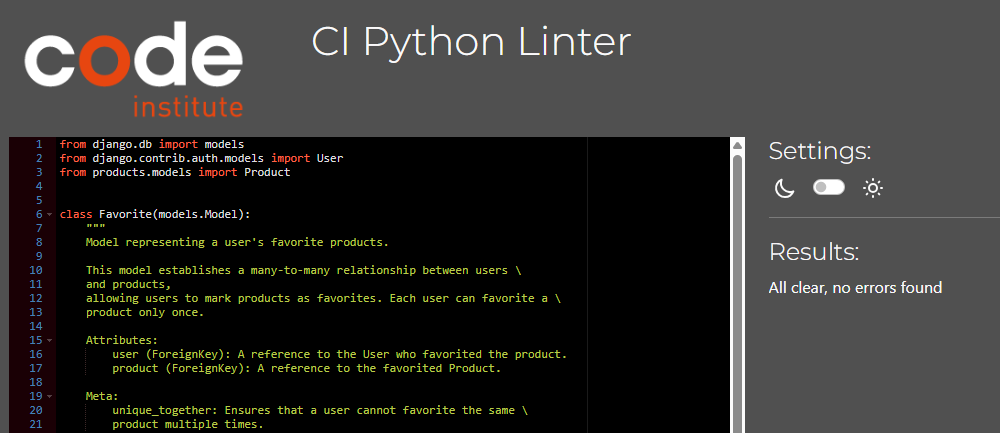 code
institute
CI Python Linter
1 from django.db import models
2 from django.contrib.auth.models import User
3 from products.models import Product
4
5
6 class Favorite(models.Model):
7 """
8 Model representing a user's favorite products.
9
10 This model establishes a many-to-many relationship between users \
11 and products,
12 allowing users to mark products as favorites. Each user can favorite a \
13 product only once.
14
15 Attributes:
16 user (ForeignKey): A reference to the User who favorited the product.
17 product (ForeignKey): A reference to the favorited Product.
18
19 Meta:
20 unique_together: Ensures that a user cannot favorite the same \
21 product multiple times.
Settings:
Results:
All clear, no errors found